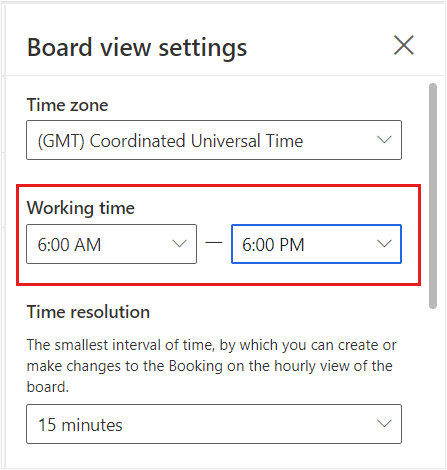 Board view settings
Time zone
(GMT) Coordinated Universal Time
Working time
6:00 AM — 6:00 PM
Time resolution
The smallest interval of time, by which you can create or
make changes to the Booking on the hourly view of the
board.
15 minutes